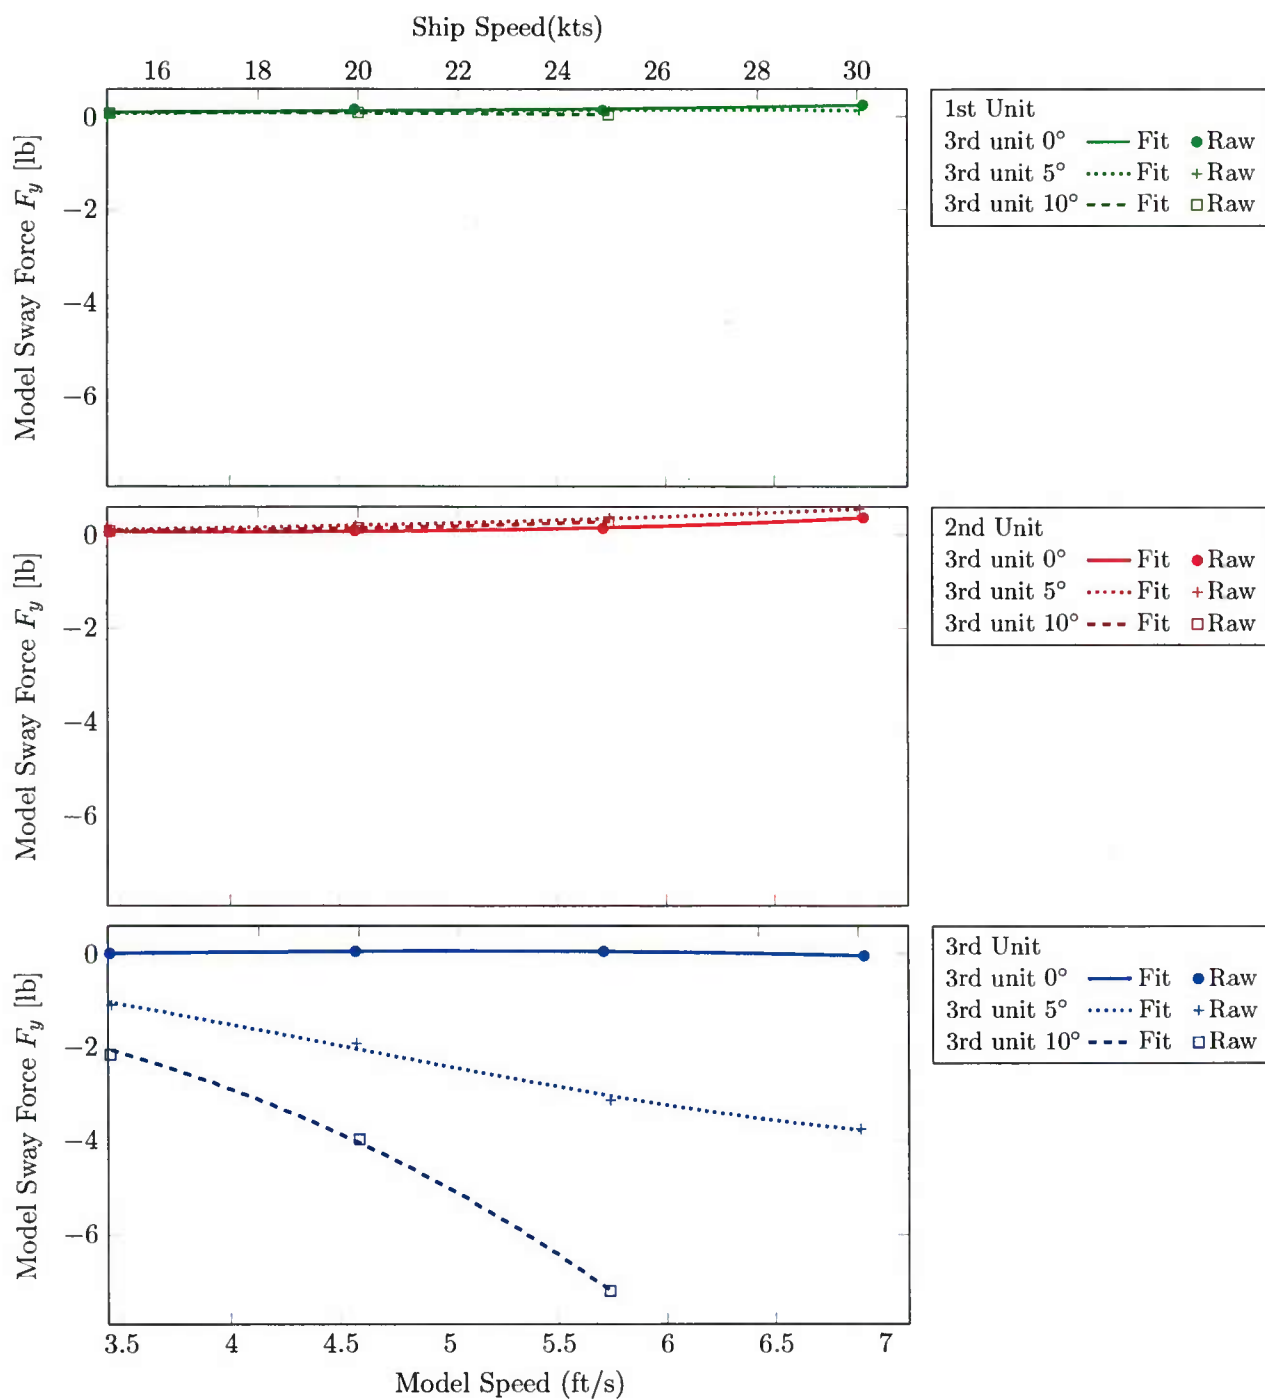 Ship Speed(kts)
16 18 20 22 24 26 28 30
Model Sway Force F_y [lb]
0
−2
−4
−6
1st Unit
3rd unit 0° Fit Raw
3rd unit 5° Fit Raw
3rd unit 10° Fit Raw
Model Sway Force F_y [lb]
0
−2
−4
−6
2nd Unit
3rd unit 0° Fit Raw
3rd unit 5° Fit Raw
3rd unit 10° Fit Raw
Model Sway Force F_y [lb]
0
−2
−4
−6
3rd Unit
3rd unit 0° Fit Raw
3rd unit 5° Fit Raw
3rd unit 10° Fit Raw
3.5 4 4.5 5 5.5 6 6.5 7
Model Speed (ft/s)